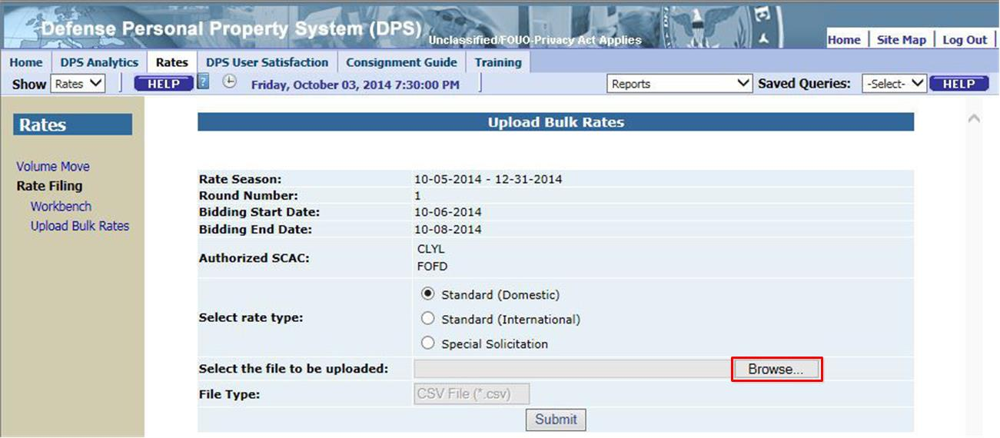 Defense Personal Property System (DPS)
Unclassified/FOUO-Privacy Act Applies
Home Site Map Log Out
Home DPS Analytics Rates DPS User Satisfaction Consignment Guide Training
Show Rates HELP ? Friday, October 03, 2014 7:30:00 PM Reports Saved Queries: -Select- HELP
Rates
Volume Move
Rate Filing
Workbench
Upload Bulk Rates
Upload Bulk Rates
Rate Season: 10-05-2014 - 12-31-2014
Round Number: 1
Bidding Start Date: 10-06-2014
Bidding End Date: 10-08-2014
Authorized SCAC: CLYL
FOFD
Select rate type: Standard (Domestic)
Standard (International)
Special Solicitation
Select the file to be uploaded: Browse...
File Type: CSV File (*.csv)
Submit